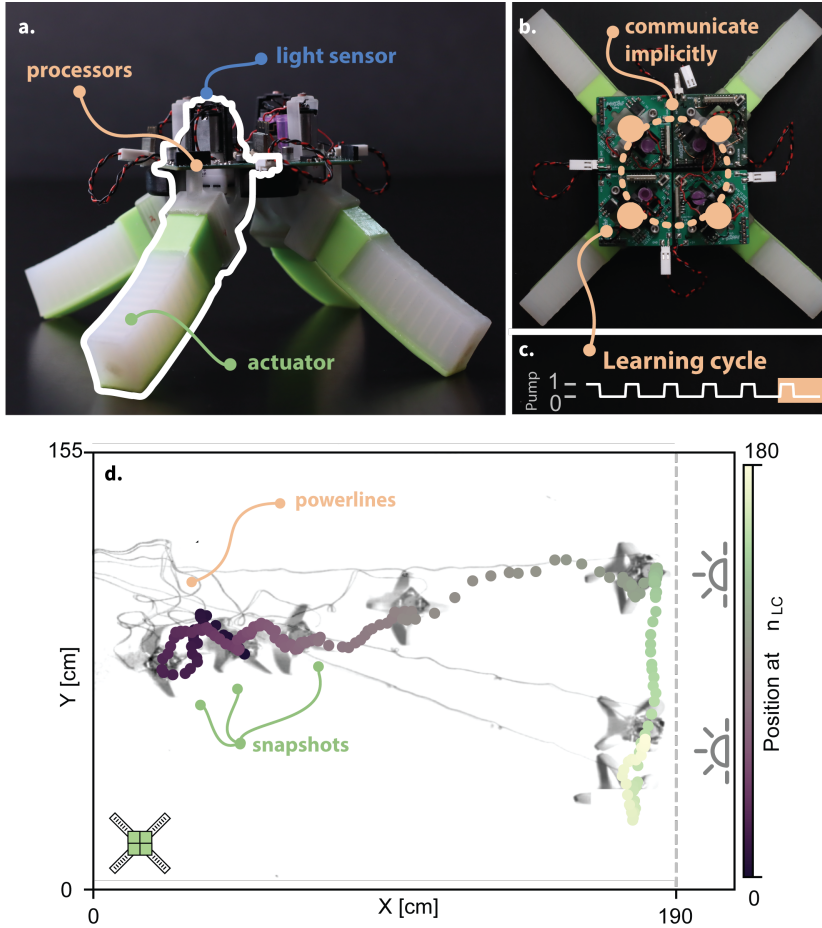 a.
light sensor
processors
actuator
b.
communicate
implicitly
c.
Learning cycle
Pump
1
0
155
d.
180
powerlines
Y [cm]
Position at n LC
snapshots
0
0
0
X [cm]
190